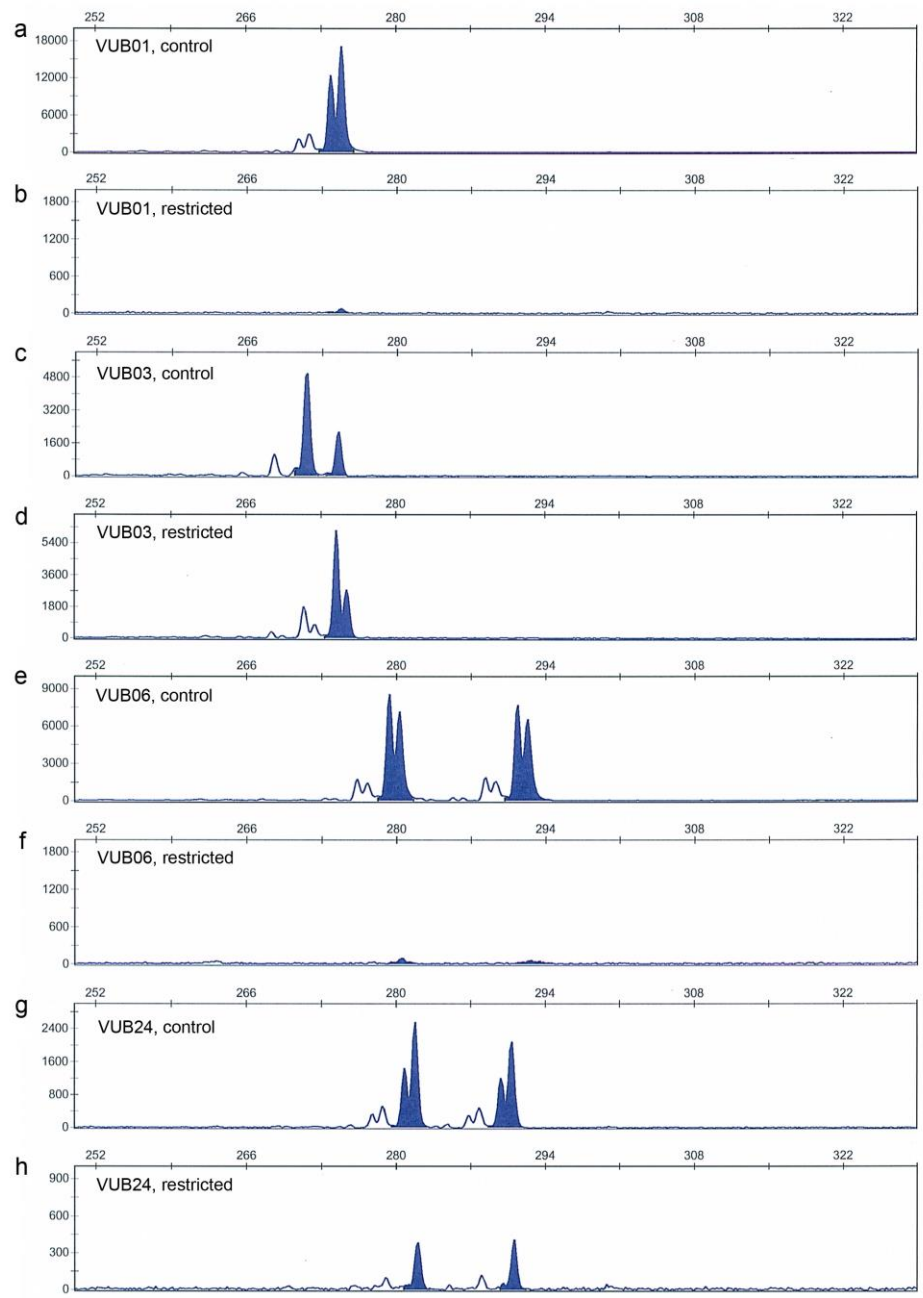 252 266 280 294 308 322
a
VUB01, control
18000
12000
6000
0
252 266 280 294 308 322
b
VUB01, restricted
1800
1200
600
0
252 266 280 294 308 322
c
VUB03, control
4800
3200
1600
0
252 266 280 294 308 322
d
VUB03, restricted
5400
3600
1800
0
252 266 280 294 308 322
e
VUB06, control
9000
6000
3000
0
252 266 280 294 308 322
f
VUB06, restricted
1800
1200
600
0
252 266 280 294 308 322
g
VUB24, control
2400
1600
800
0
252 266 280 294 308 322
h
VUB24, restricted
900
600
300
0